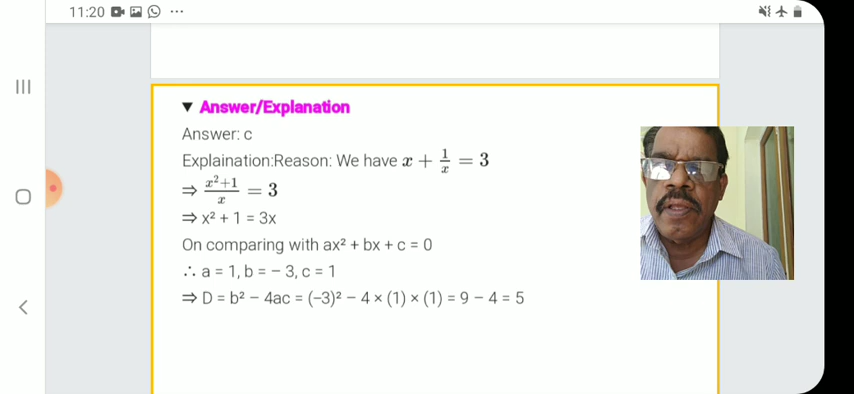 11:20
▼ Answer/Explanation
Answer: c
Explaination:Reason: We have x + 1/x = 3
⇒ x²+1/x = 3
⇒ x² + 1 = 3x
On comparing with ax² + bx + c = 0
∴ a = 1, b = − 3, c = 1
⇒ D = b² − 4ac = (−3)² − 4 × (1) × (1) = 9 − 4 = 5